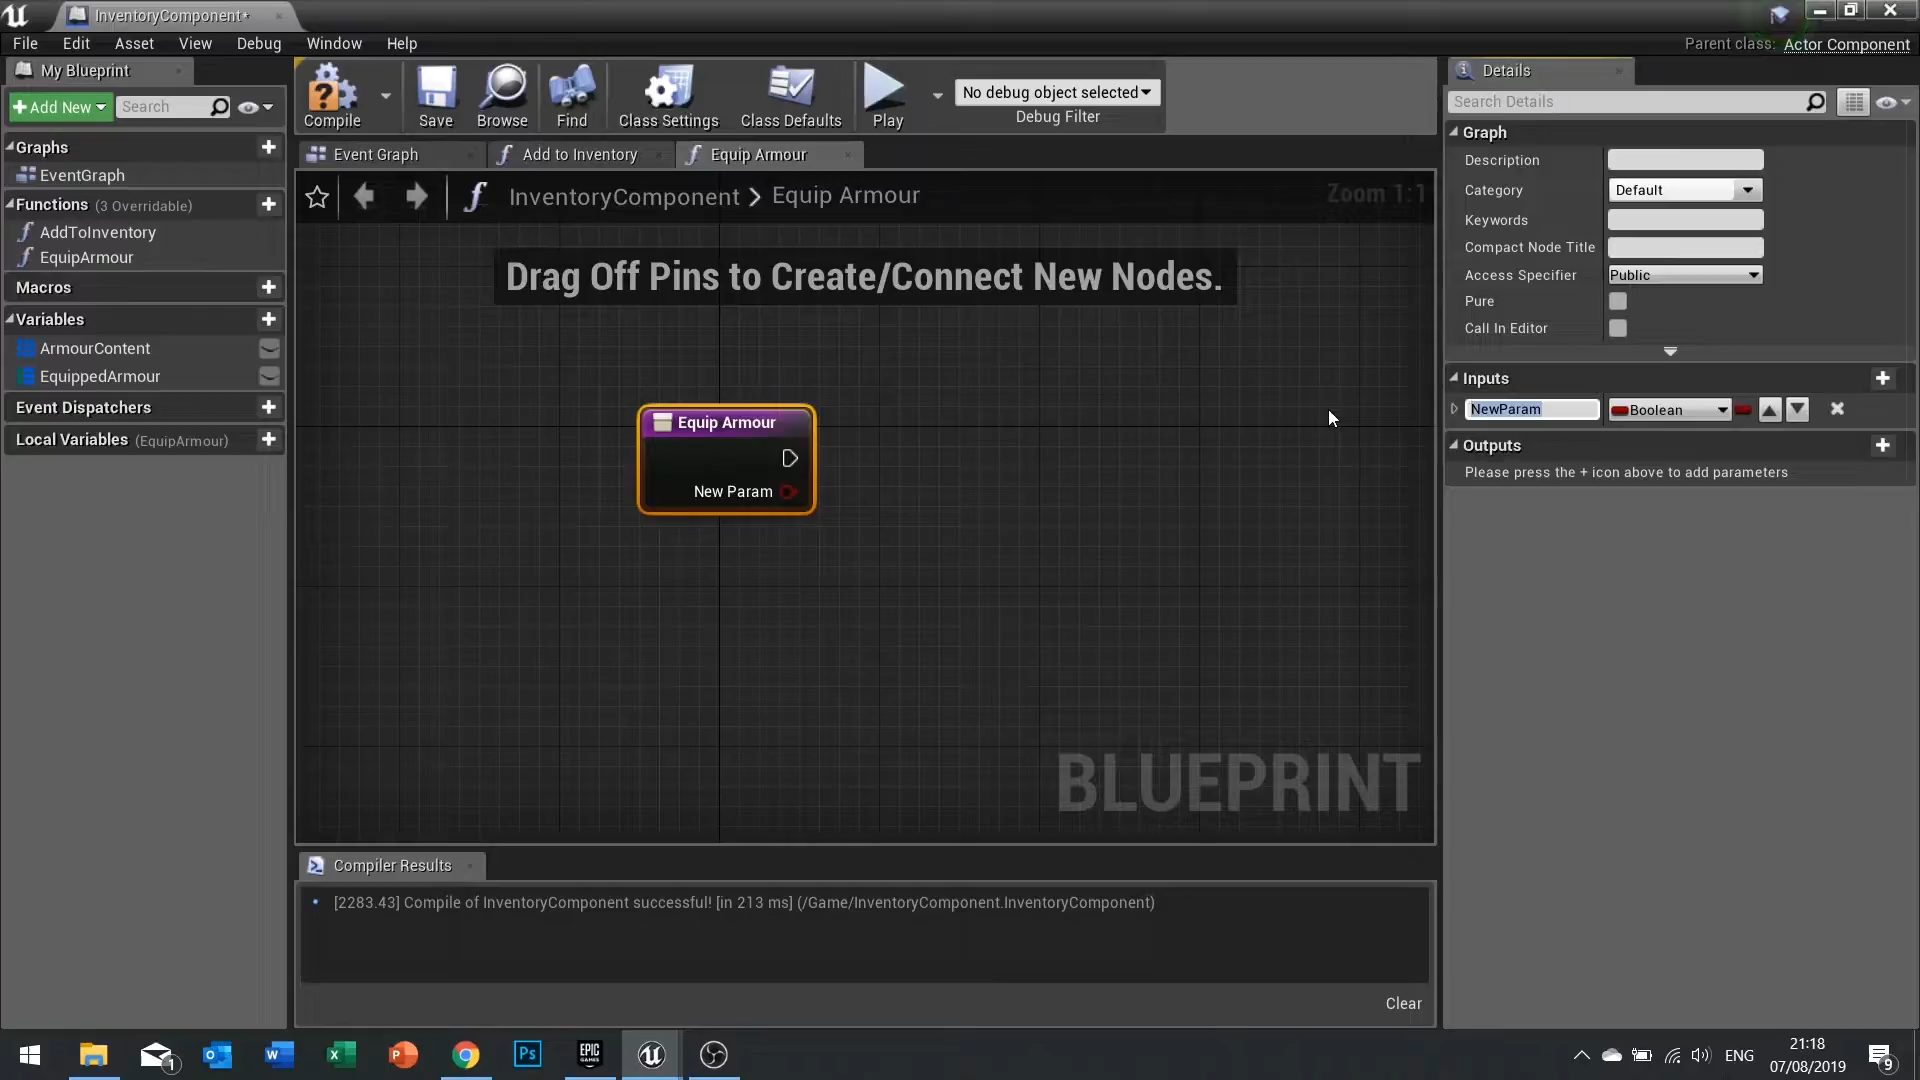 InventoryComponent*
File Edit Asset View Debug Window Help
Parent class: Actor Component
My Blueprint
Add New
Search
Compile
Save
Browse
Find
Class Settings
Class Defaults
Play
No debug object selected
Debug Filter
Details
Search Details
Graphs
EventGraph
Functions (3 Overridable)
AddToInventory
EquipArmour
Macros
Variables
ArmourContent
EquippedArmour
Event Dispatchers
Local Variables (EquipArmour)
Event Graph
Add to Inventory
Equip Armour
InventoryComponent > Equip Armour
Zoom 1:1
Drag Off Pins to Create/Connect New Nodes.
Equip Armour
New Param
BLUEPRINT
Graph
Description
Category Default
Keywords
Compact Node Title
Access Specifier Public
Pure
Call In Editor
Inputs
NewParam Boolean
Outputs
Please press the + icon above to add parameters
Compiler Results
[2283.43] Compile of InventoryComponent successful! [in 213 ms] (/Game/InventoryComponent.InventoryComponent)
Clear
1
Ps
EPIC
GAMES
ENG
21:18
07/08/2019
9